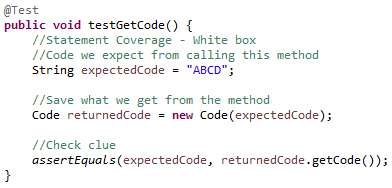 @Test
public void testGetCode() {
//Statement Coverage - White box
//Code we expect from calling this method
String expectedCode = "ABCD";
//Save what we get from the method
Code returnedCode = new Code(expectedCode);
//Check clue
assertEquals(expectedCode, returnedCode.getCode());
}